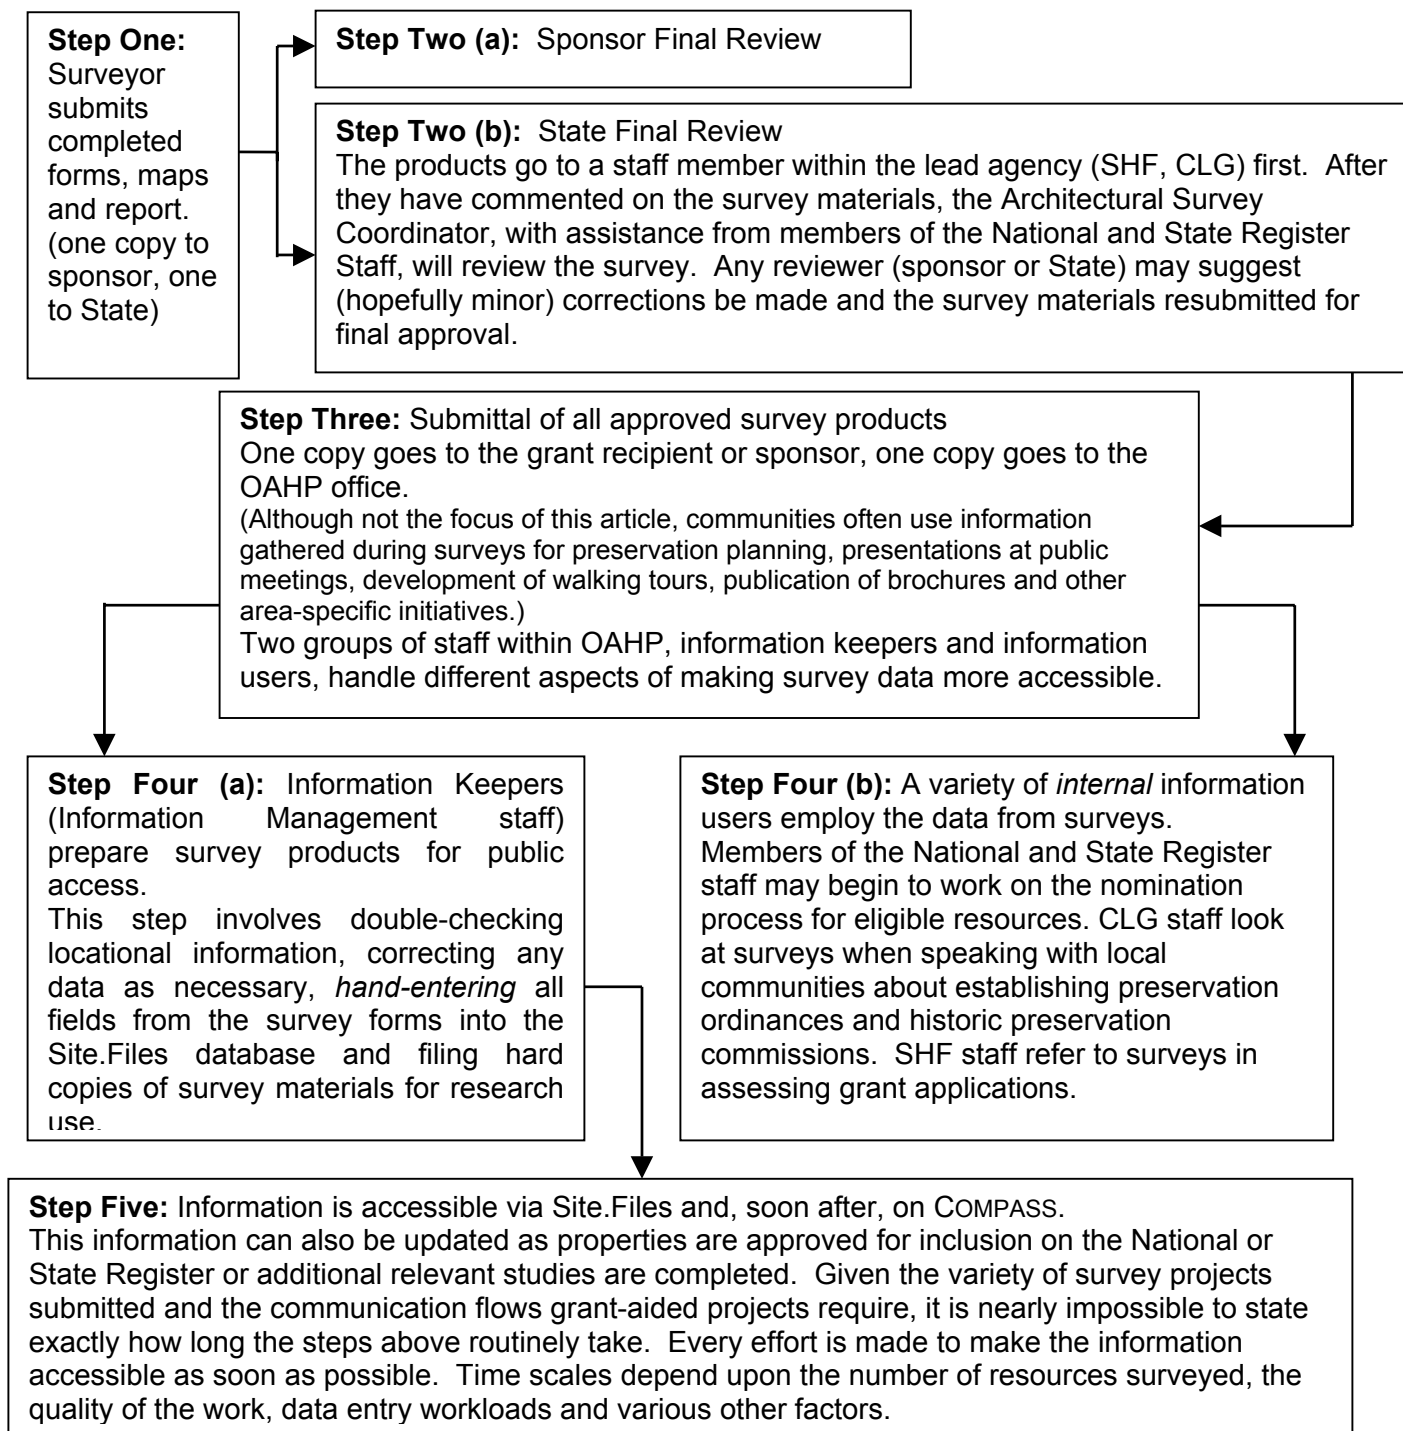 Step One:
Surveyor
submits
completed
forms, maps
and report.
(one copy to
sponsor, one
to State)
Step Two (a):  Sponsor Final Review
Step Two (b):  State Final Review
The products go to a staff member within the lead agency (SHF, CLG) first.  After
they have commented on the survey materials, the Architectural Survey
Coordinator, with assistance from members of the National and State Register
Staff, will review the survey.  Any reviewer (sponsor or State) may suggest
(hopefully minor) corrections be made and the survey materials resubmitted for
final approval.
Step Three: Submittal of all approved survey products
One copy goes to the grant recipient or sponsor, one copy goes to the
OAHP office.
(Although not the focus of this article, communities often use information
gathered during surveys for preservation planning, presentations at public
meetings, development of walking tours, publication of brochures and other
area-specific initiatives.)
Two groups of staff within OAHP, information keepers and information
users, handle different aspects of making survey data more accessible.
Step Four (a): Information Keepers
(Information Management staff)
prepare survey products for public
access.
This step involves double-checking
locational information, correcting any
data as necessary, hand-entering all
fields from the survey forms into the
Site.Files database and filing hard
copies of survey materials for research
use.
Step Four (b): A variety of internal information
users employ the data from surveys.
Members of the National and State Register
staff may begin to work on the nomination
process for eligible resources. CLG staff look
at surveys when speaking with local
communities about establishing preservation
ordinances and historic preservation
commissions.  SHF staff refer to surveys in
assessing grant applications.
Step Five: Information is accessible via Site.Files and, soon after, on COMPASS.
This information can also be updated as properties are approved for inclusion on the National or
State Register or additional relevant studies are completed.  Given the variety of survey projects
submitted and the communication flows grant-aided projects require, it is nearly impossible to state
exactly how long the steps above routinely take.  Every effort is made to make the information
accessible as soon as possible.  Time scales depend upon the number of resources surveyed, the
quality of the work, data entry workloads and various other factors.